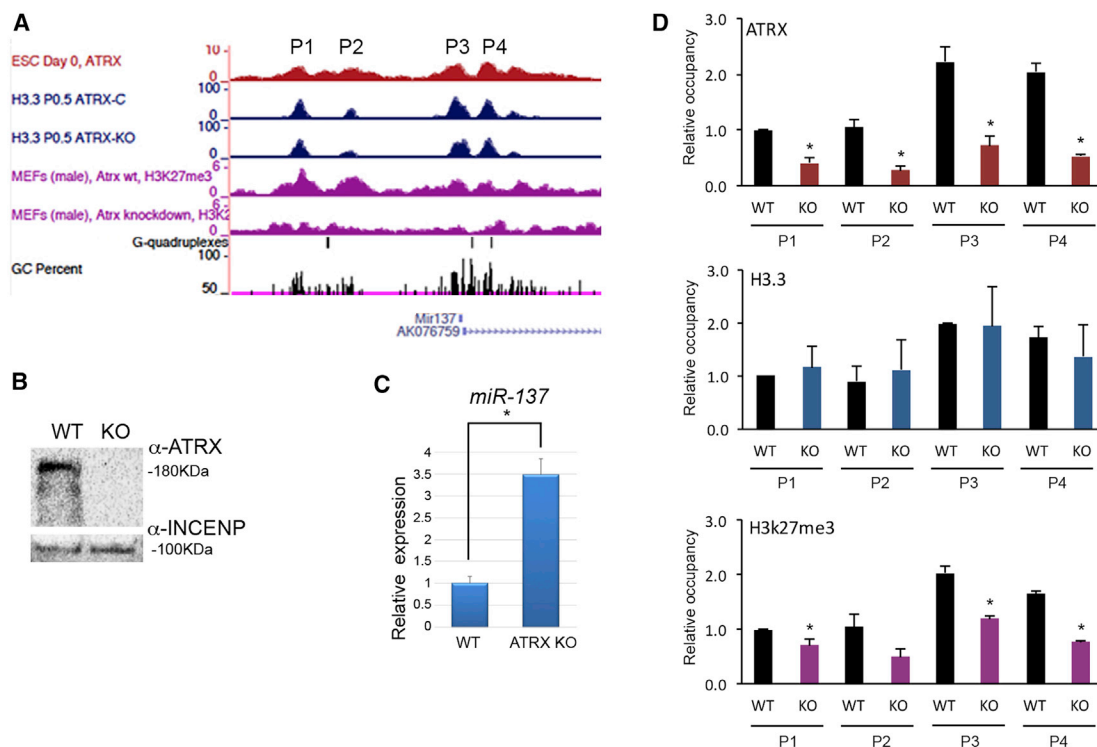 A
P1 P2 P3 P4
ESC Day 0, ATRX
10
0
H3.3 P0.5 ATRX-C
100
0
H3.3 P0.5 ATRX-KO
100
0
MEFs (male), Atrx wt, H3K27me3
6
0
MEFs (male), Atrx knockdown, H3K2
6
0
G-quadruplexes
GC Percent
100
50
Mir137
AK076759
B
WT KO
α-ATRX
-180KDa
α-INCENP
-100KDa
C
miR-137
*
Relative expression
4
3.5
3
2.5
2
1.5
1
0.5
0
WT ATRX KO
D
ATRX
Relative occupancy
3.0
2.0
1.0
0.0
* * * *
WT KO WT KO WT KO WT KO
P1 P2 P3 P4
H3.3
Relative occupancy
3.0
2.0
1.0
0.0
WT KO WT KO WT KO WT KO
P1 P2 P3 P4
H3k27me3
Relative occupancy
3.0
2.0
1.0
0.0
* * *
WT KO WT KO WT KO WT KO
P1 P2 P3 P4